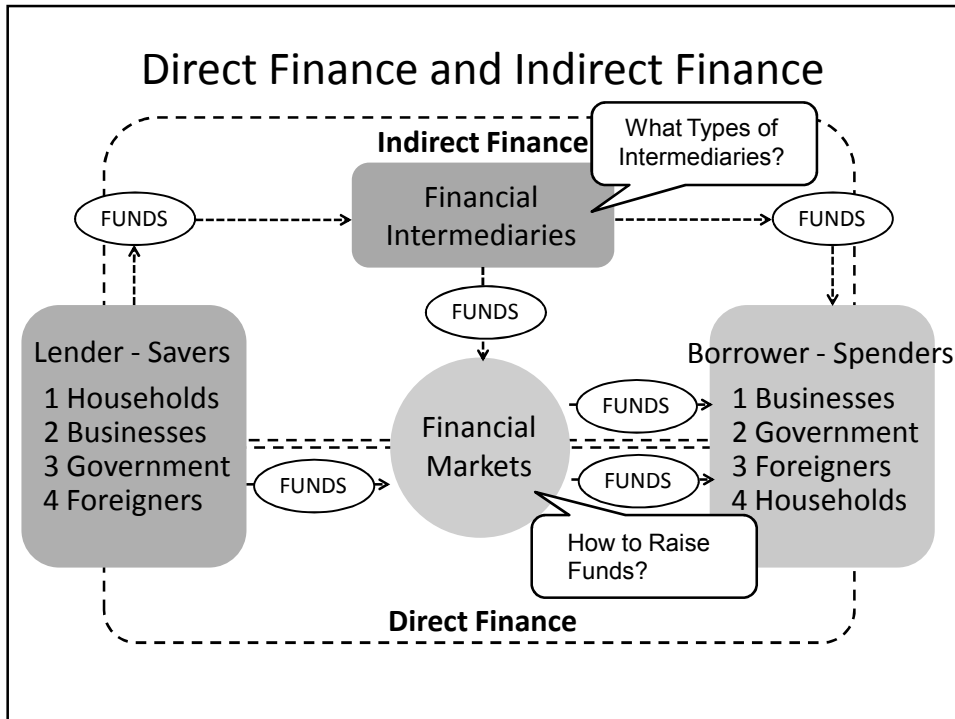 Direct Finance and Indirect Finance
Indirect Finance
What Types of
Intermediaries?
Financial
Intermediaries
FUNDS
FUNDS
FUNDS
Lender - Savers
1 Households
2 Businesses
3 Government
4 Foreigners
Financial
Markets
FUNDS
FUNDS
FUNDS
Borrower - Spenders
1 Businesses
2 Government
3 Foreigners
4 Households
How to Raise
Funds?
Direct Finance